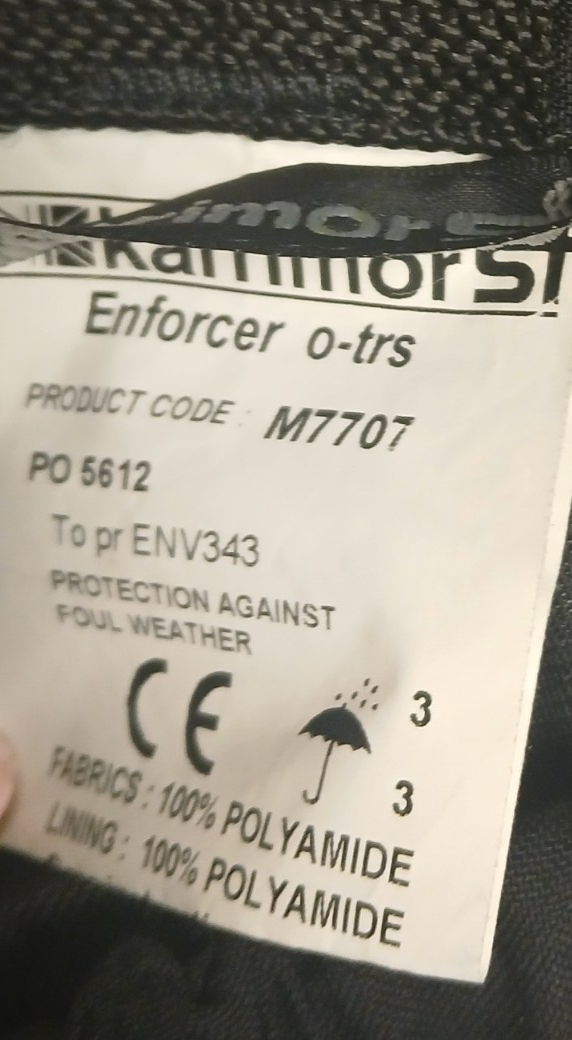 karrimor
Enforcer o-trs
PRODUCT CODE : M7707
PO 5612
To pr ENV343
PROTECTION AGAINST
FOUL WEATHER
CE
3
3
FABRICS : 100% POLYAMIDE
LINING : 100% POLYAMIDE